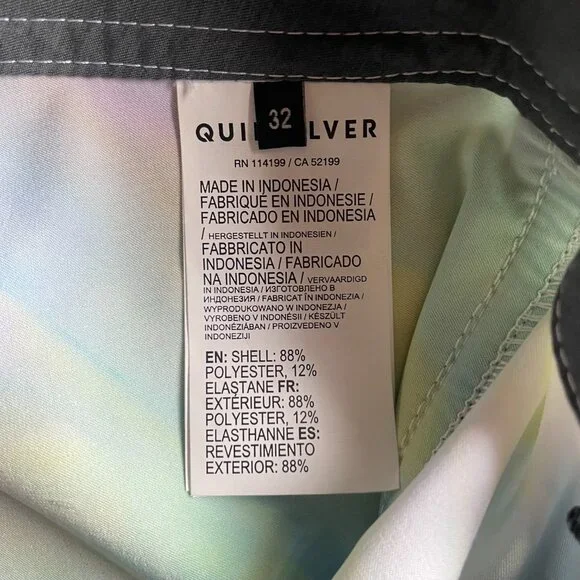 32
QUI LVER
RN 114199 / CA 52199
MADE IN INDONESIA /
FABRIQUÉ EN INDONESIE /
FABRICADO EN INDONESIA
/ HERGESTELLT IN INDONESIEN /
FABBRICATO IN
INDONESIA / FABRICADO
NA INDONESIA / VERVAARDIGD
IN INDONESIA / ИЗГОТОВЛЕНО В
ИНДОНЕЗИЯ / FABRICAT ÎN INDONEZIA /
WYPRODUKOWANO W INDONEZJA /
VYROBENO V INDONÉSII / KÉSZÜLT
INDONÉZIÁBAN / PROIZVEDENO V
INDONEZIJI
EN: SHELL: 88%
POLYESTER, 12%
ELASTANE FR:
EXTÉRIEUR: 88%
POLYESTER, 12%
ELASTHANNE ES:
REVESTIMIENTO
EXTERIOR: 88%